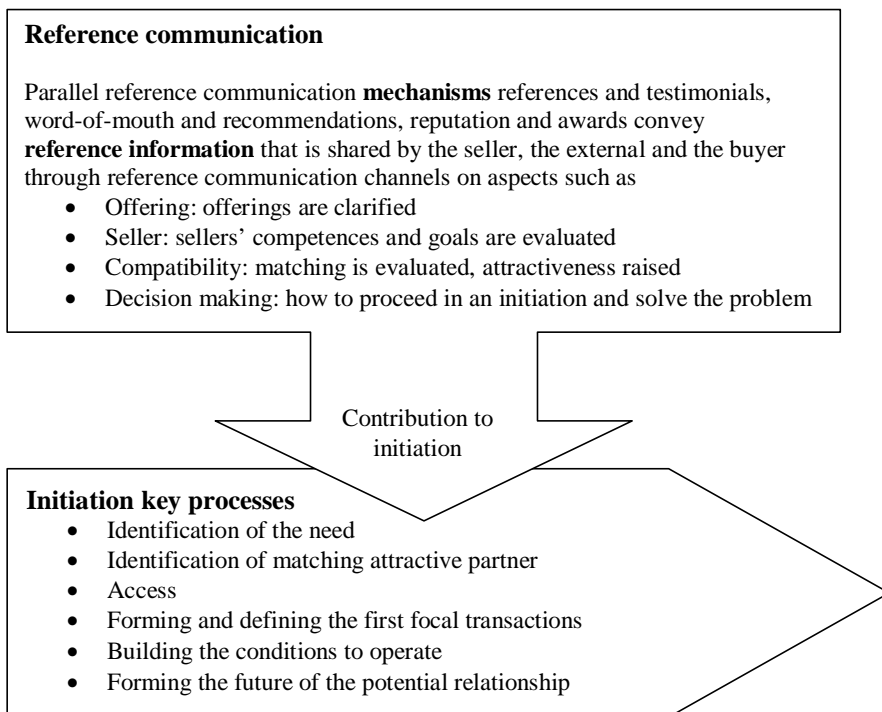 Reference communication
Parallel reference communication mechanisms references and testimonials,
word-of-mouth and recommendations, reputation and awards convey
reference information that is shared by the seller, the external and the buyer
through reference communication channels on aspects such as
• Offering: offerings are clarified
• Seller: sellers’ competences and goals are evaluated
• Compatibility: matching is evaluated, attractiveness raised
• Decision making: how to proceed in an initiation and solve the problem
Contribution to
initiation
Initiation key processes
• Identification of the need
• Identification of matching attractive partner
• Access
• Forming and defining the first focal transactions
• Building the conditions to operate
• Forming the future of the potential relationship